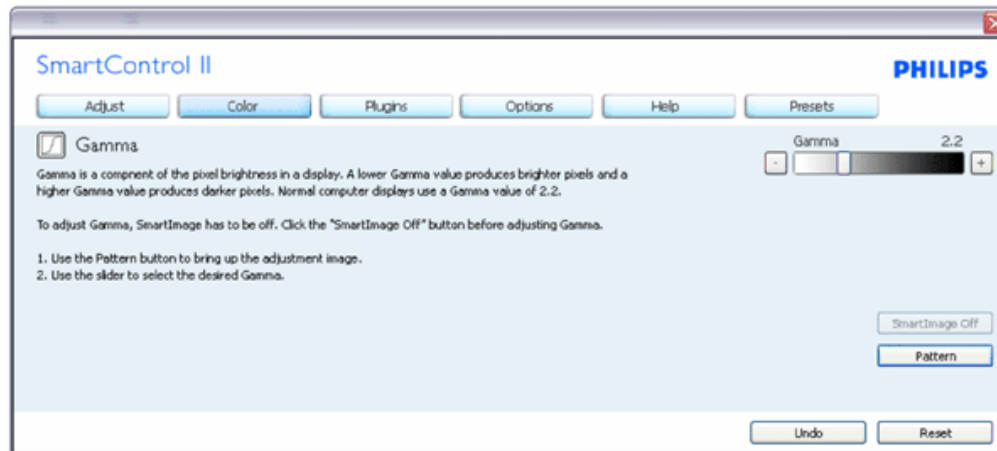 SmartControl II
PHILIPS
Adjust
Color
Plugins
Options
Help
Presets
Gamma
Gamma 2.2
- +
Gamma is a compnent of the pixel brightness in a display. A lower Gamma value produces brighter pixels and a
higher Gamma value produces darker pixels. Normal computer displays use a Gamma value of 2.2.
To adjust Gamma, SmartImage has to be off. Click the "SmartImage Off" button before adjusting Gamma.
1. Use the Pattern button to bring up the adjustment image.
2. Use the slider to select the desired Gamma.
SmartImage Off
Pattern
Undo
Reset